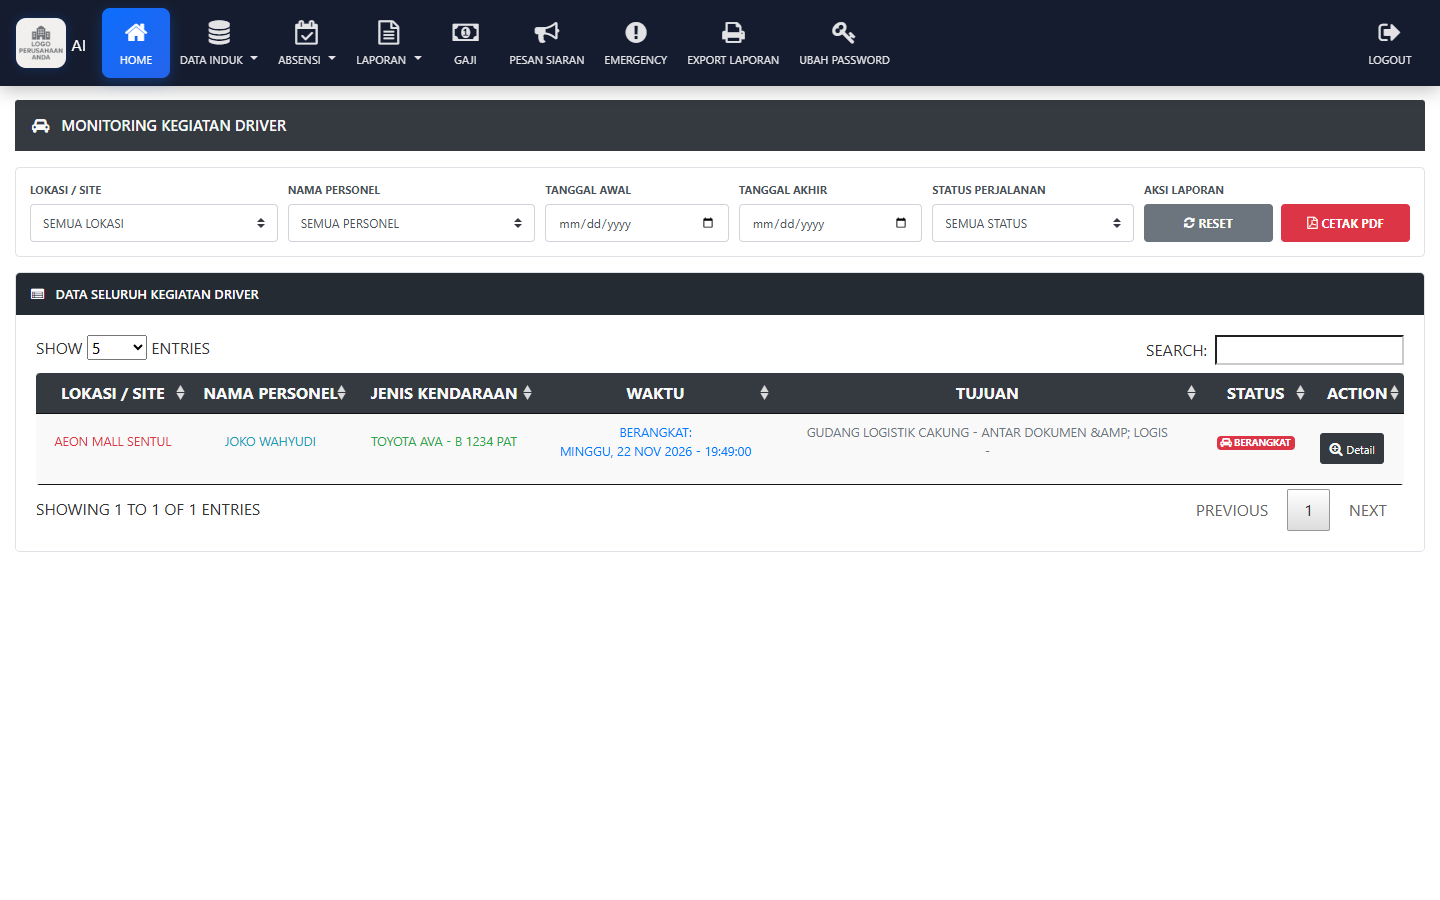 LOGO
PERUSAHAAN
ANDA
AI
HOME
DATA INDUK
ABSENSI
LAPORAN
GAJI
PESAN SIARAN
EMERGENCY
EXPORT LAPORAN
UBAH PASSWORD
LOGOUT
MONITORING KEGIATAN DRIVER
LOKASI / SITE
NAMA PERSONEL
TANGGAL AWAL
TANGGAL AKHIR
STATUS PERJALANAN
AKSI LAPORAN
SEMUA LOKASI
SEMUA PERSONEL
mm/dd/yyyy
mm/dd/yyyy
SEMUA STATUS
RESET
CETAK PDF
DATA SELURUH KEGIATAN DRIVER
SHOW 5 ENTRIES
SEARCH:
LOKASI / SITE
NAMA PERSONEL
JENIS KENDARAAN
WAKTU
TUJUAN
STATUS
ACTION
AEON MALL SENTUL
JOKO WAHYUDI
TOYOTA AVA - B 1234 PAT
BERANGKAT:
MINGGU, 22 NOV 2026 - 19:49:00
GUDANG LOGISTIK CAKUNG - ANTAR DOKUMEN &AMP; LOGIS
-
BERANGKAT
Detail
SHOWING 1 TO 1 OF 1 ENTRIES
PREVIOUS
1
NEXT